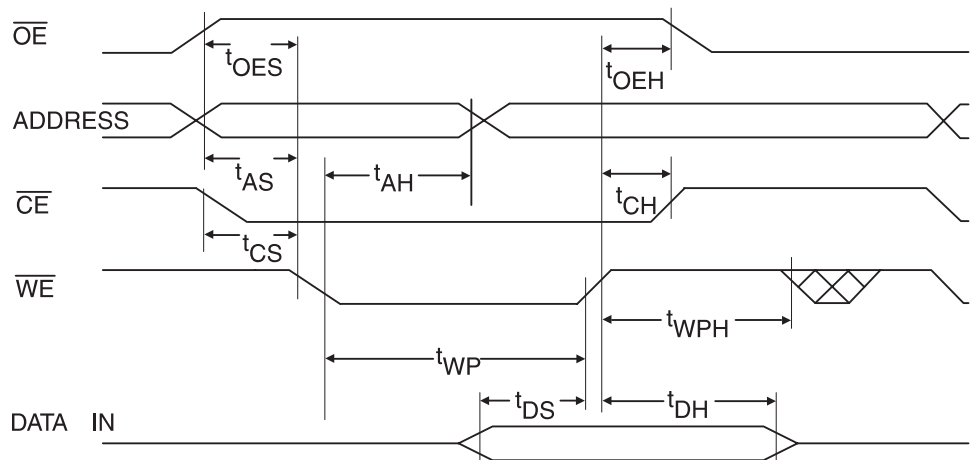 OE
tOES
tOEH
ADDRESS
tAS
tAH
CE
tCH
tCS
WE
tWPH
tWP
tDS
tDH
DATA IN